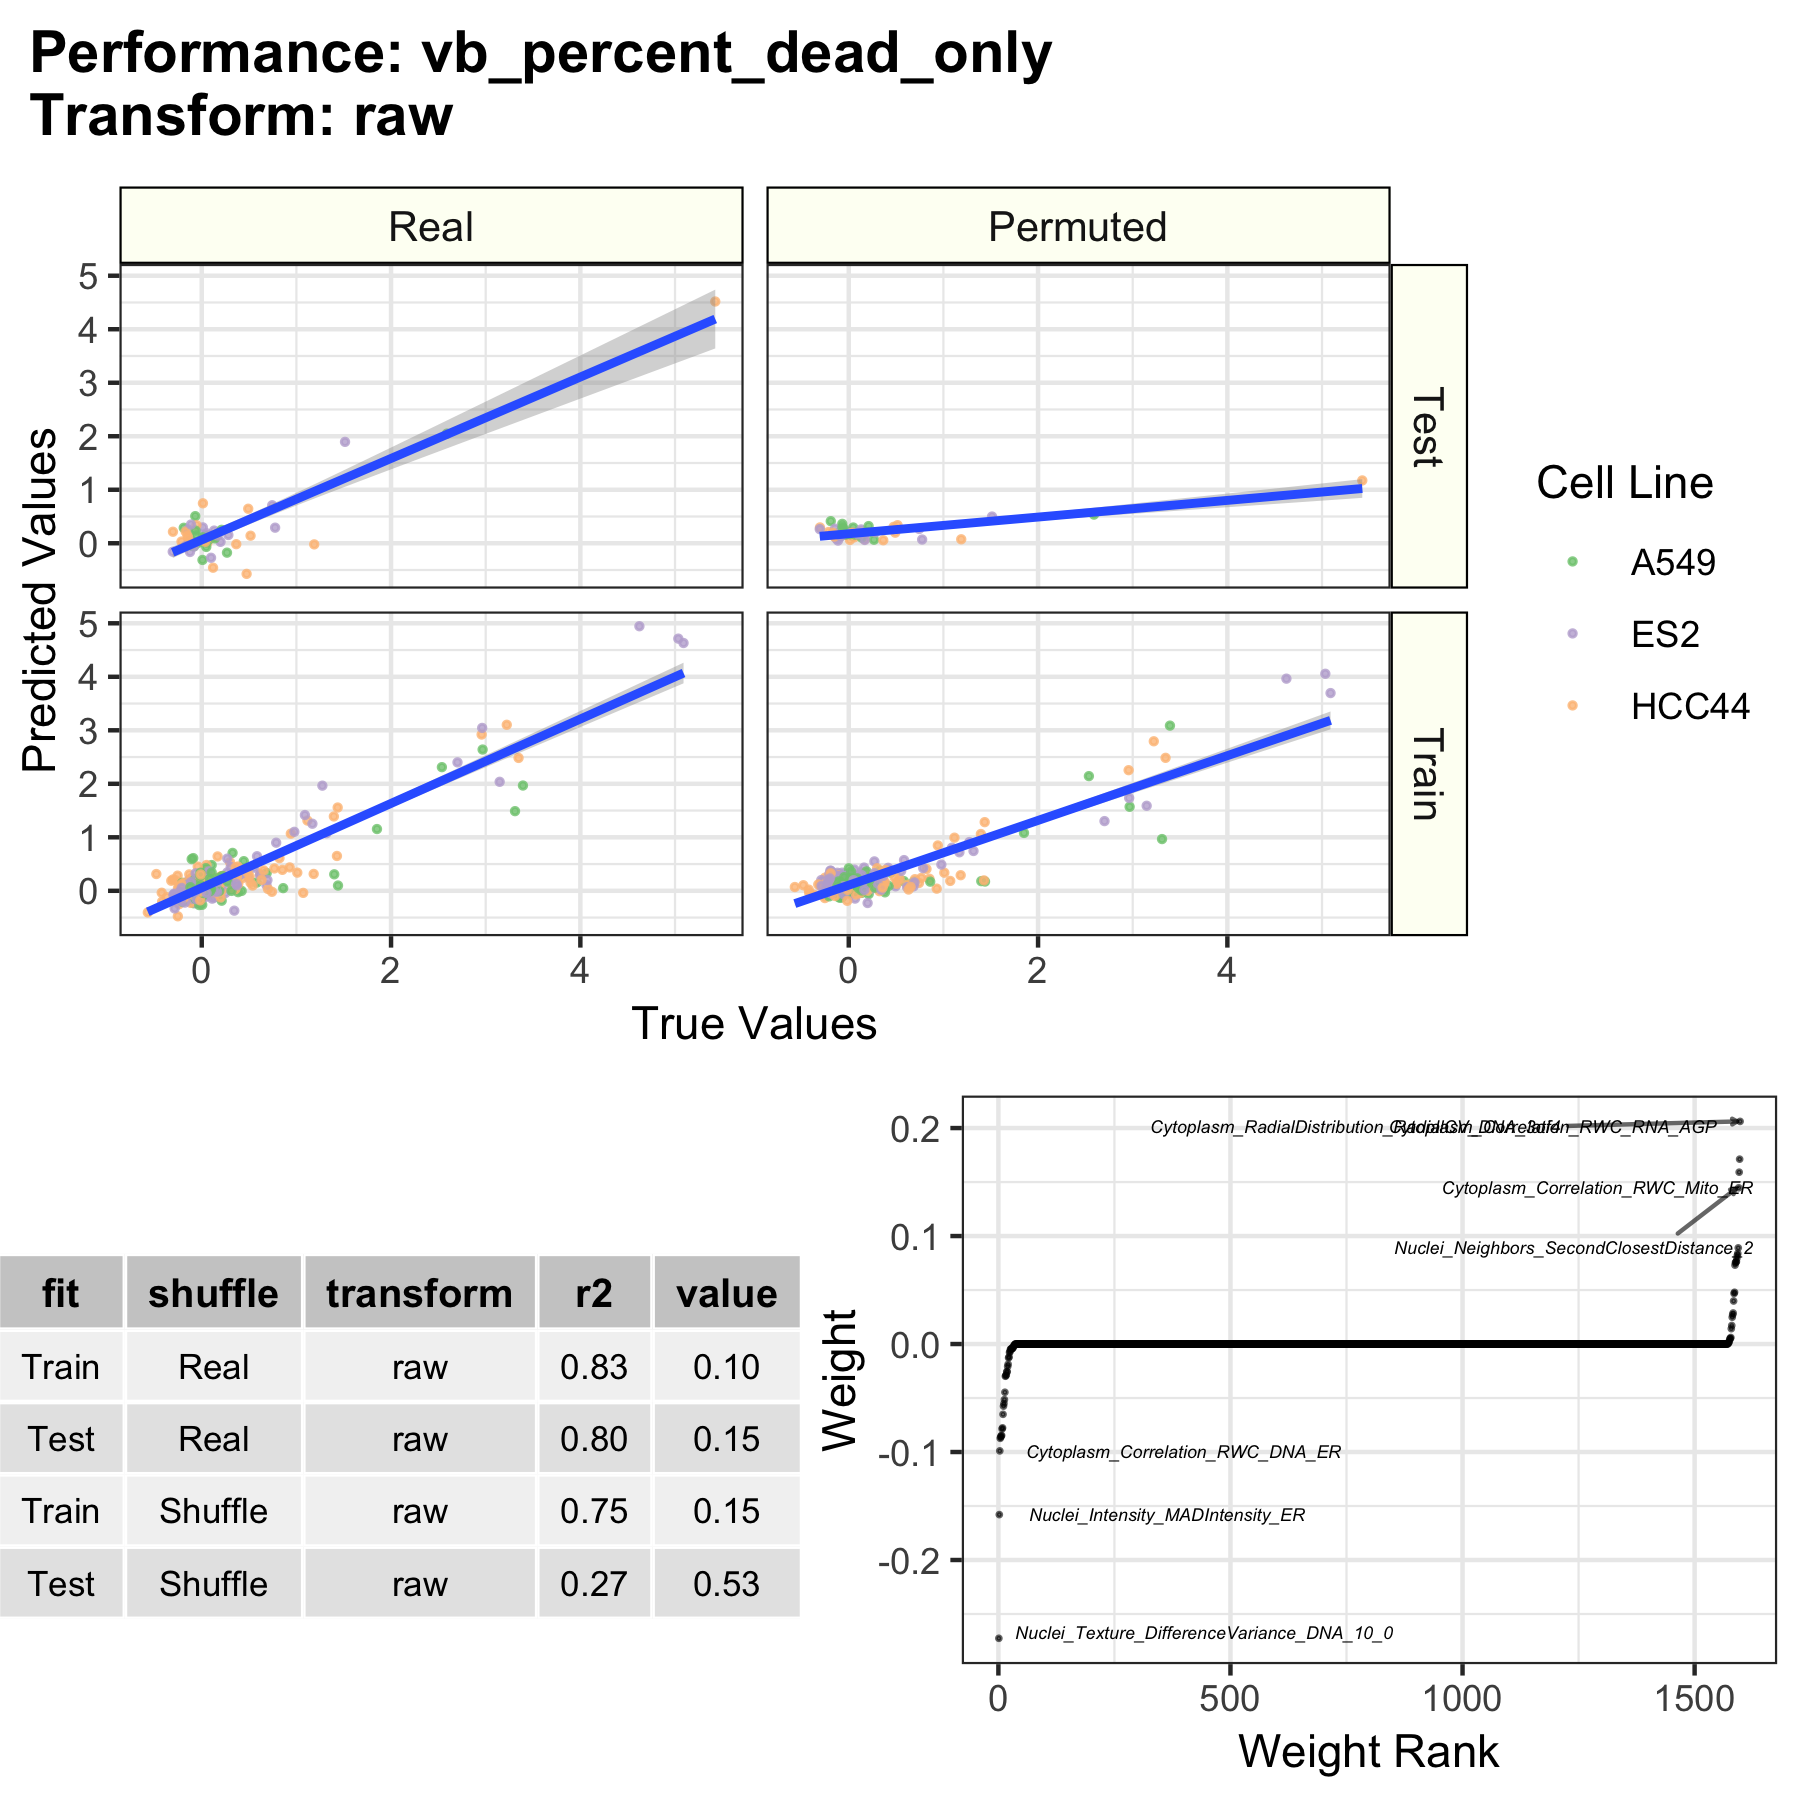 Performance: vb_percent_dead_only
Transform: raw
Real
Permuted
5
4
3
2
1
0
Test
5
4
3
2
1
0
Train
0
2
4
0
2
4
Predicted Values
True Values
Cell Line
A549
ES2
HCC44
fit shuffle transform r2 value
Train Real raw 0.83 0.10
Test Real raw 0.80 0.15
Train Shuffle raw 0.75 0.15
Test Shuffle raw 0.27 0.53
Weight
0.2
0.1
0.0
-0.1
-0.2
Cytoplasm_RadialDistribution_RadialCV_DNA_3of4
Cytoplasm_Correlation_RWC_RNA_AGP
Cytoplasm_Correlation_RWC_Mito_ER
Nuclei_Neighbors_SecondClosestDistance_2
Cytoplasm_Correlation_RWC_DNA_ER
Nuclei_Intensity_MADIntensity_ER
Nuclei_Texture_DifferenceVariance_DNA_10_0
0
500
1000
1500
Weight Rank